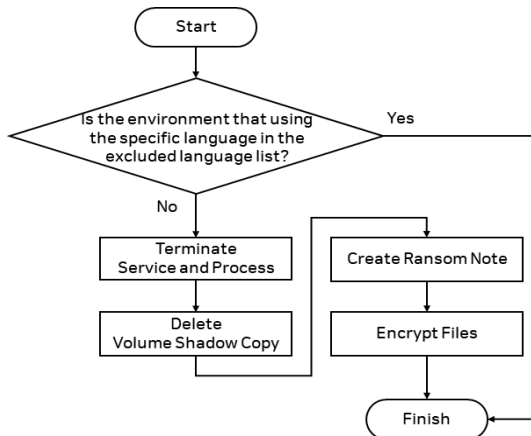 Start
Is the environment that using
the specific language in the
excluded language list?
Yes
No
Terminate
Service and Process
Delete
Volume Shadow Copy
Create Ransom Note
Encrypt Files
Finish